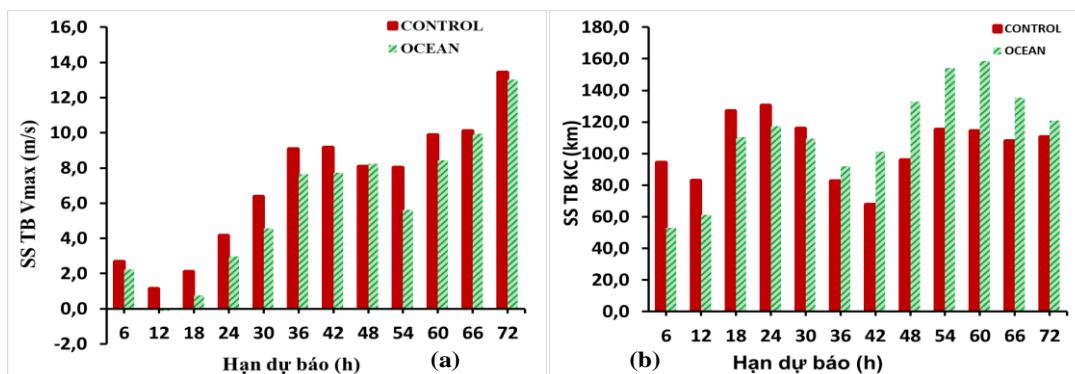 16,0
14,0
12,0
10,0
8,0
6,0
4,0
2,0
0,0
-2,0
SS TB Vmax (m/s)
CONTROL
OCEAN
6 12 18 24 30 36 42 48 54 60 66 72
Hạn dự báo (h)
(a)
180,0
160,0
140,0
120,0
100,0
80,0
60,0
40,0
20,0
0,0
SS TB KC (km)
CONTROL
OCEAN
6 12 18 24 30 36 42 48 54 60 66 72
(b)
Hạn dự báo (h)